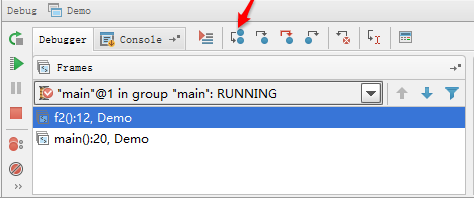 Debug Demo
Debugger Console
Frames
"main"@1 in group "main": RUNNING
f2():12, Demo
main():20, Demo